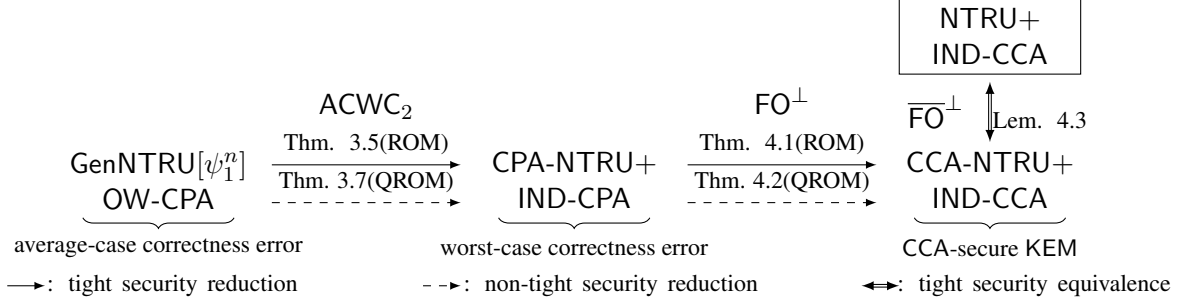 NTRU+
IND-CCA
ACWC₂
FO⊥
F̅O̅⊥
Lem. 4.3
Thm. 3.5(ROM)
Thm. 4.1(ROM)
GenNTRU[ψ₁ⁿ]
CPA-NTRU+
CCA-NTRU+
Thm. 3.7(QROM)
Thm. 4.2(QROM)
OW-CPA
IND-CPA
IND-CCA
average-case correctness error
worst-case correctness error
CCA-secure KEM
: tight security reduction
: non-tight security reduction
: tight security equivalence